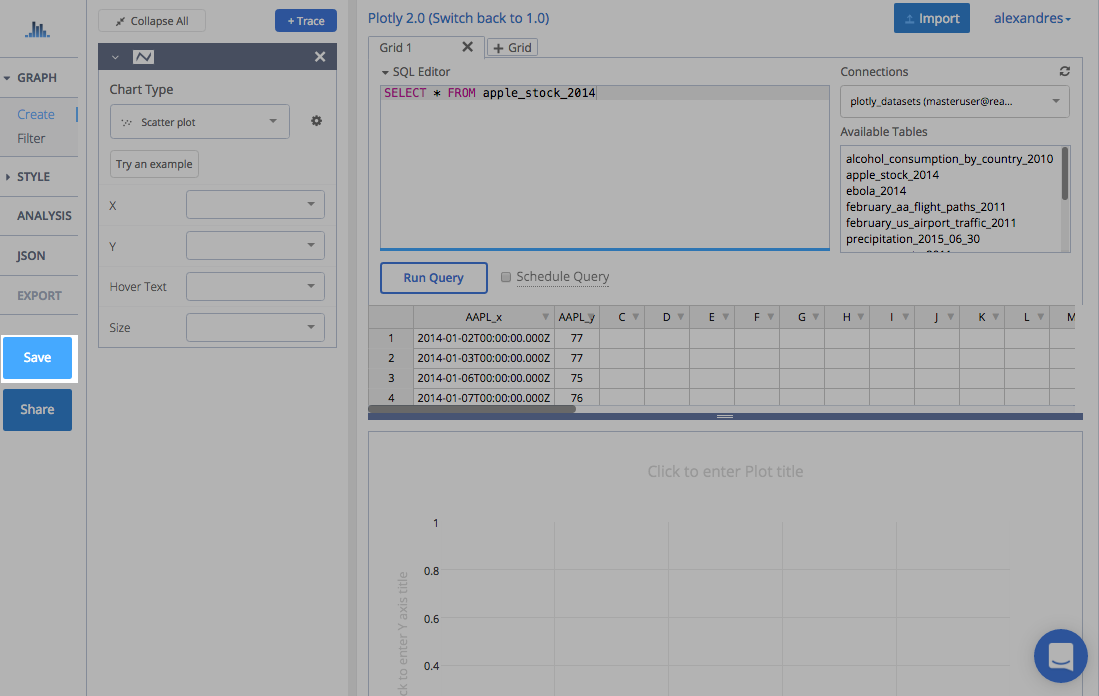 GRAPH
Create
Filter
STYLE
ANALYSIS
JSON
EXPORT
Save
Share
Collapse All
+ Trace
Chart Type
Scatter plot
Try an example
X
Y
Hover Text
Size
Plotly 2.0 (Switch back to 1.0)
Import
alexandres
Grid 1
+ Grid
SQL Editor
SELECT * FROM apple_stock_2014
Connections
plotly_datasets (masteruser@rea...
Available Tables
alcohol_consumption_by_country_2010
apple_stock_2014
ebola_2014
february_aa_flight_paths_2011
february_us_airport_traffic_2011
precipitation_2015_06_30
Run Query
Schedule Query
AAPL_x AAPL_y C D E F G H I J K L M
1 2014-01-02T00:00:00.000Z 77
2 2014-01-03T00:00:00.000Z 77
3 2014-01-06T00:00:00.000Z 75
4 2014-01-07T00:00:00.000Z 76
Click to enter Plot title
1
0.8
0.6
0.4
ck to enter Y axis title